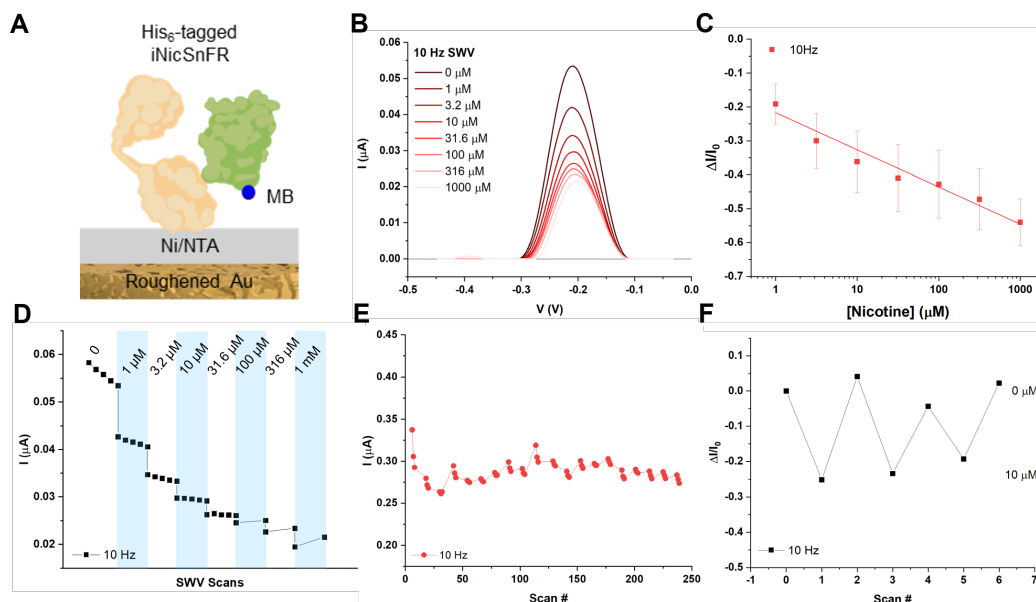 A
His₆-tagged
iNicSnFR
MB
Ni/NTA
Roughened Au
B
10 Hz SWV
0 μM
1 μM
3.2 μM
10 μM
31.6 μM
100 μM
316 μM
1000 μM
I (μA)
0.06
0.05
0.04
0.03
0.02
0.01
0.00
-0.5 -0.4 -0.3 -0.2 -0.1 0.0
V (V)
C
10Hz
ΔI/I₀
0.0
-0.1
-0.2
-0.3
-0.4
-0.5
-0.6
-0.7
1 10 100 1000
[Nicotine] (μM)
D
0 1 μM 3.2 μM 10 μM 31.6 μM 100 μM 316 μM 1 mM
I (μA)
0.06
0.05
0.04
0.03
0.02
10 Hz
SWV Scans
E
I (μA)
0.45
0.40
0.35
0.30
0.25
0.20
10 Hz
0 50 100 150 200 250
Scan #
F
ΔI/I₀
0.1
0.0
-0.1
-0.2
-0.3
-0.4
-0.5
0 μM
10 μM
10 Hz
0 1 2 3 4 5 6 7
Scan #